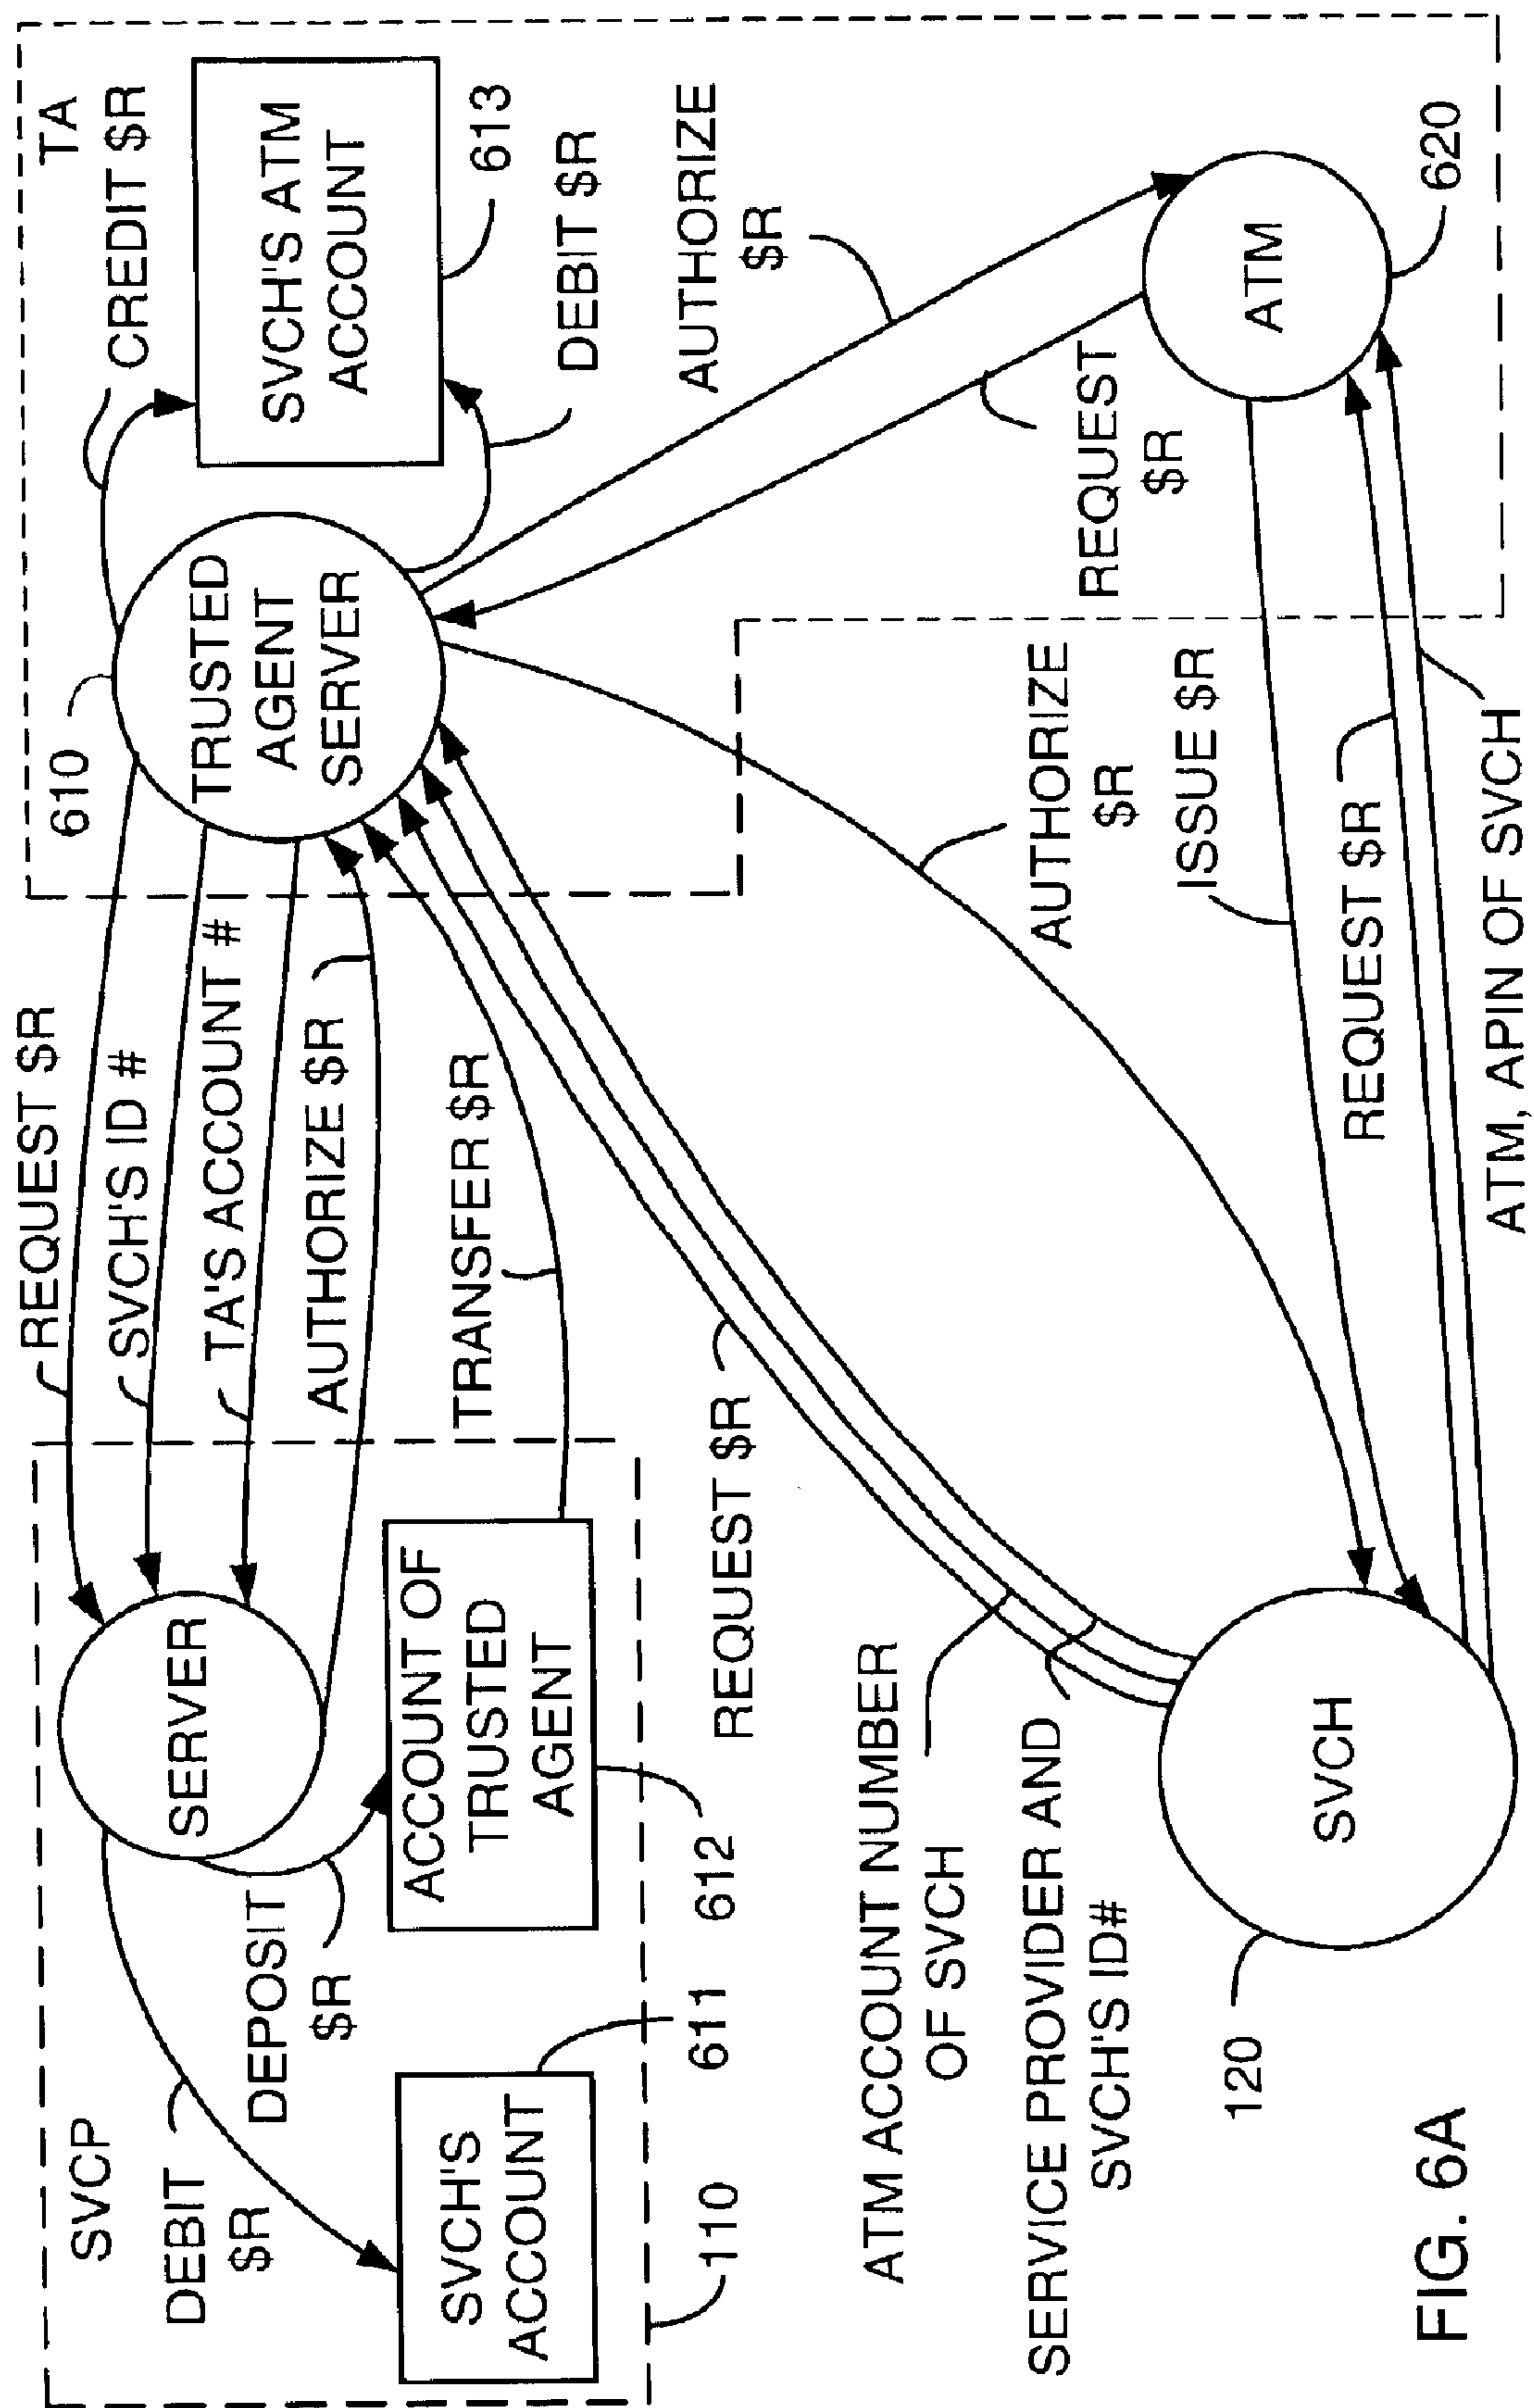 SVCP
DEBIT
$R
SVCH'S
ACCOUNT
110
611
DEPOSIT
$R
SERVER
ACCOUNT OF
TRUSTED
AGENT
612
REQUEST $R
SVCH'S ID #
TA'S ACCOUNT #
AUTHORIZE $R
TRANSFER $R
610
TRUSTED
AGENT
SERVER
TA
CREDIT $R
SVCH'S ATM
ACCOUNT
613
DEBIT $R
AUTHORIZE
$R
REQUEST
$R
ATM
620
REQUEST $R
ATM ACCOUNT NUMBER
OF SVCH
SERVICE PROVIDER AND
SVCH'S ID#
AUTHORIZE
$R
ISSUE $R
REQUEST $R
ATM, APIN OF SVCH
120
SVCH
FIG. 6A